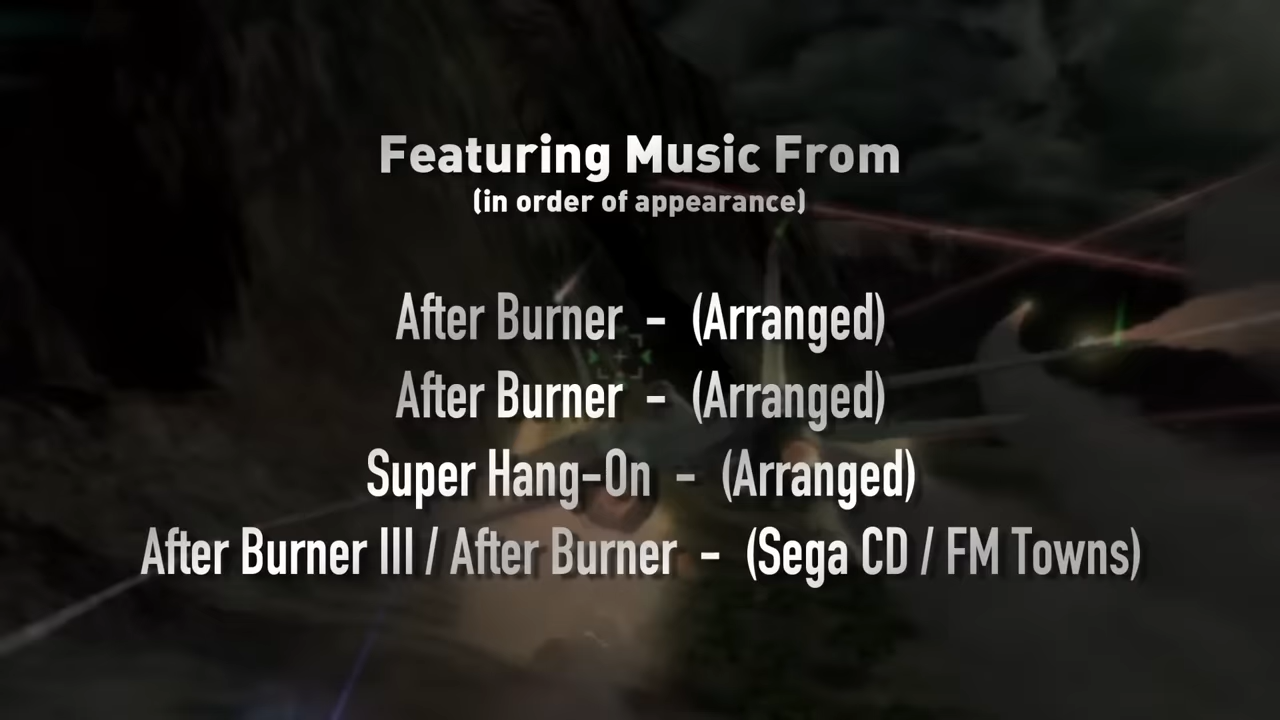 Featuring Music From
(in order of appearance)
After Burner - (Arranged)
After Burner - (Arranged)
Super Hang-On - (Arranged)
After Burner III / After Burner - (Sega CD / FM Towns)